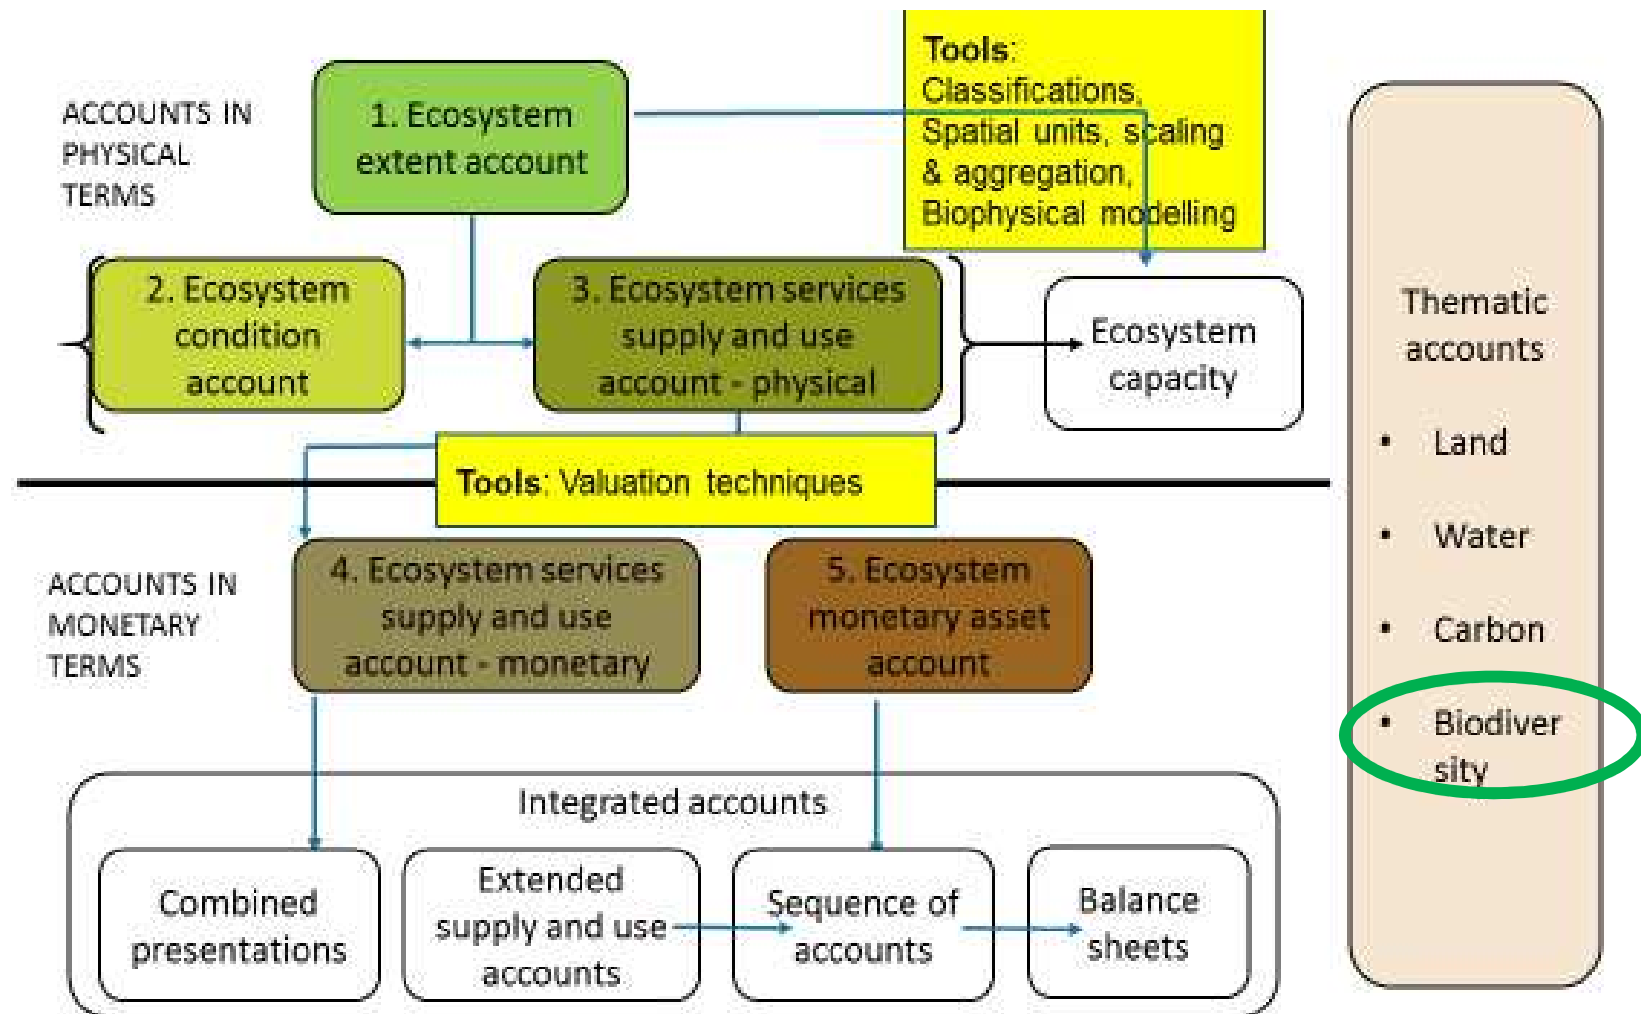 ACCOUNTS IN
PHYSICAL
TERMS
1. Ecosystem
extent account
Tools:
Classifications,
Spatial units, scaling
& aggregation,
Biophysical modelling
2. Ecosystem
condition
account
3. Ecosystem services
supply and use
account - physical
Ecosystem
capacity
Tools: Valuation techniques
ACCOUNTS IN
MONETARY
TERMS
4. Ecosystem services
supply and use
account - monetary
5. Ecosystem
monetary asset
account
Integrated accounts
Combined
presentations
Extended
supply and use
accounts
Sequence of
accounts
Balance
sheets
Thematic
accounts
• Land
• Water
• Carbon
• Biodiver
sity